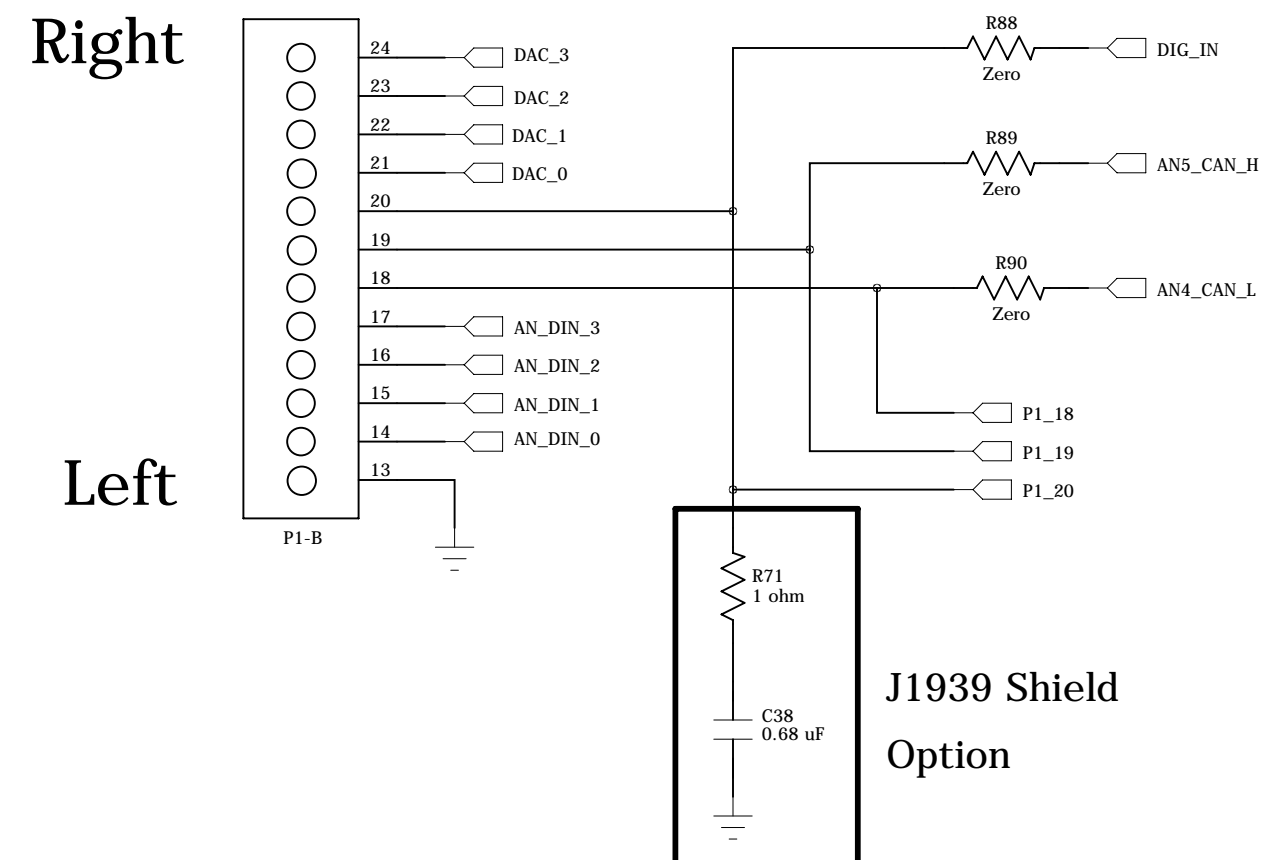 Right
24 DAC_3
23 DAC_2
22 DAC_1
21 DAC_0
20
19
18
17 AN_DIN_3
16 AN_DIN_2
15 AN_DIN_1
14 AN_DIN_0
13
Left
P1-B
R88
Zero
DIG_IN
R89
Zero
AN5_CAN_H
R90
Zero
AN4_CAN_L
P1_18
P1_19
P1_20
R71
1 ohm
C38
0.68 uF
J1939 Shield
Option